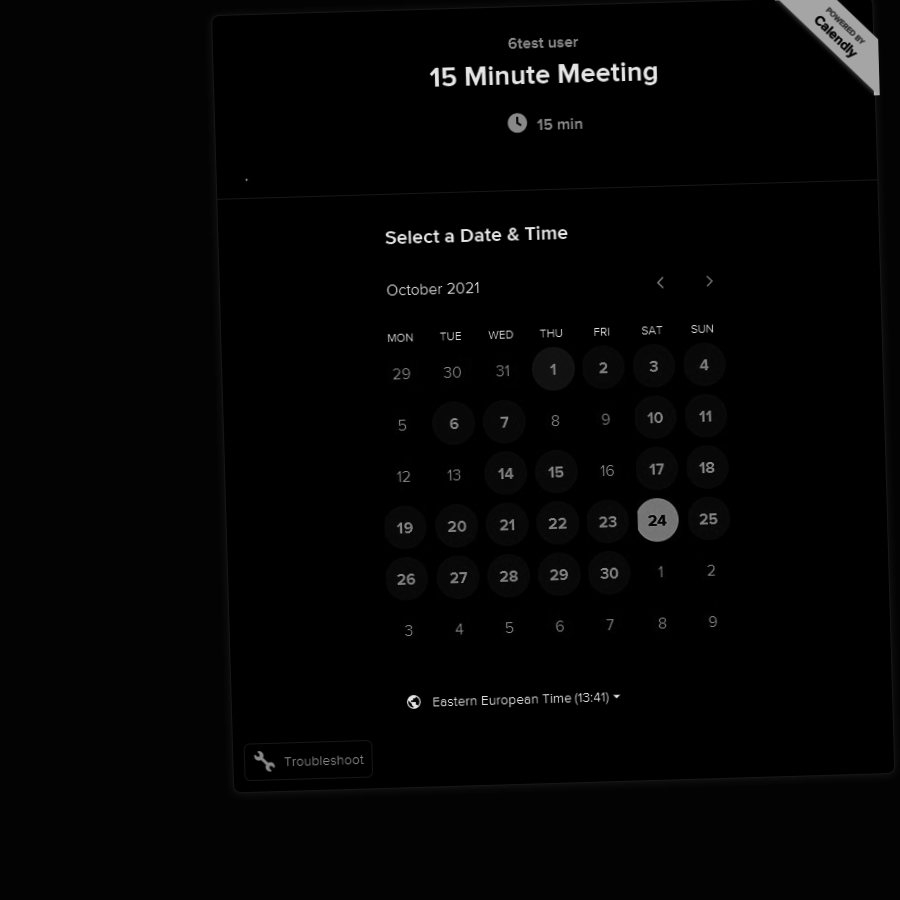 POWERED BY
Calendly
6test user
15 Minute Meeting
15 min
.
Select a Date & Time
October 2021
MON TUE WED THU FRI SAT SUN
29 30 31 1 2 3 4
5 6 7 8 9 10 11
12 13 14 15 16 17 18
19 20 21 22 23 24 25
26 27 28 29 30 1 2
3 4 5 6 7 8 9
Eastern European Time (13:41)
Troubleshoot